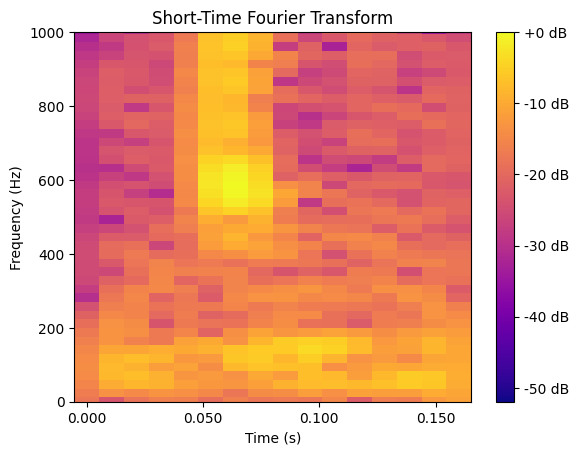 Short-Time Fourier Transform
1000
800
600
400
200
0
Frequency (Hz)
0.000
0.050
0.100
0.150
Time (s)
+0 dB
-10 dB
-20 dB
-30 dB
-40 dB
-50 dB